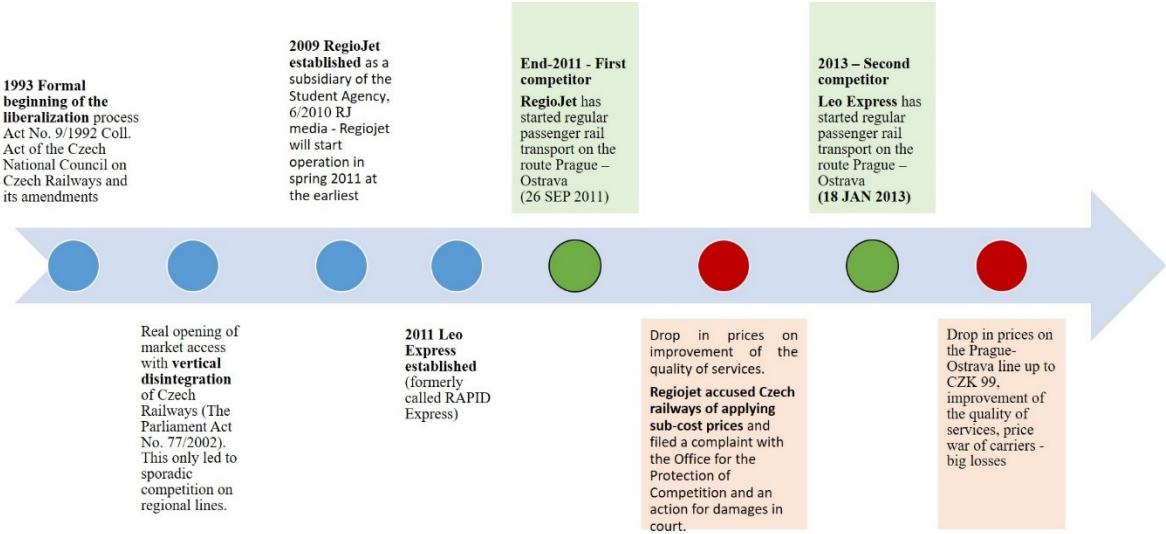 1993 Formal
beginning of the
liberalization process
Act No. 9/1992 Coll.
Act of the Czech
National Council on
Czech Railways and
its amendments
Real opening of
market access
with vertical
disintegration
of Czech
Railways (The
Parliament Act
No. 77/2002).
This only led to
sporadic
competition on
regional lines.
2009 RegioJet
established as a
subsidiary of the
Student Agency,
6/2010 RJ
media - Regiojet
will start
operation in
spring 2011 at
the earliest
2011 Leo
Express
established
(formerly
called RAPID
Express)
End-2011 - First
competitor
RegioJet has
started regular
passenger rail
transport on the
route Prague –
Ostrava
(26 SEP 2011)
Drop in prices on
improvement of the
quality of services.
Regiojet accused Czech
railways of applying
sub-cost prices and
filed a complaint with
the Office for the
Protection of
Competition and an
action for damages in
court.
2013 – Second
competitor
Leo Express has
started regular
passenger rail
transport on the
route Prague –
Ostrava
(18 JAN 2013)
Drop in prices on
the Prague-
Ostrava line up to
CZK 99,
improvement of
the quality of
services, price
war of carriers -
big losses